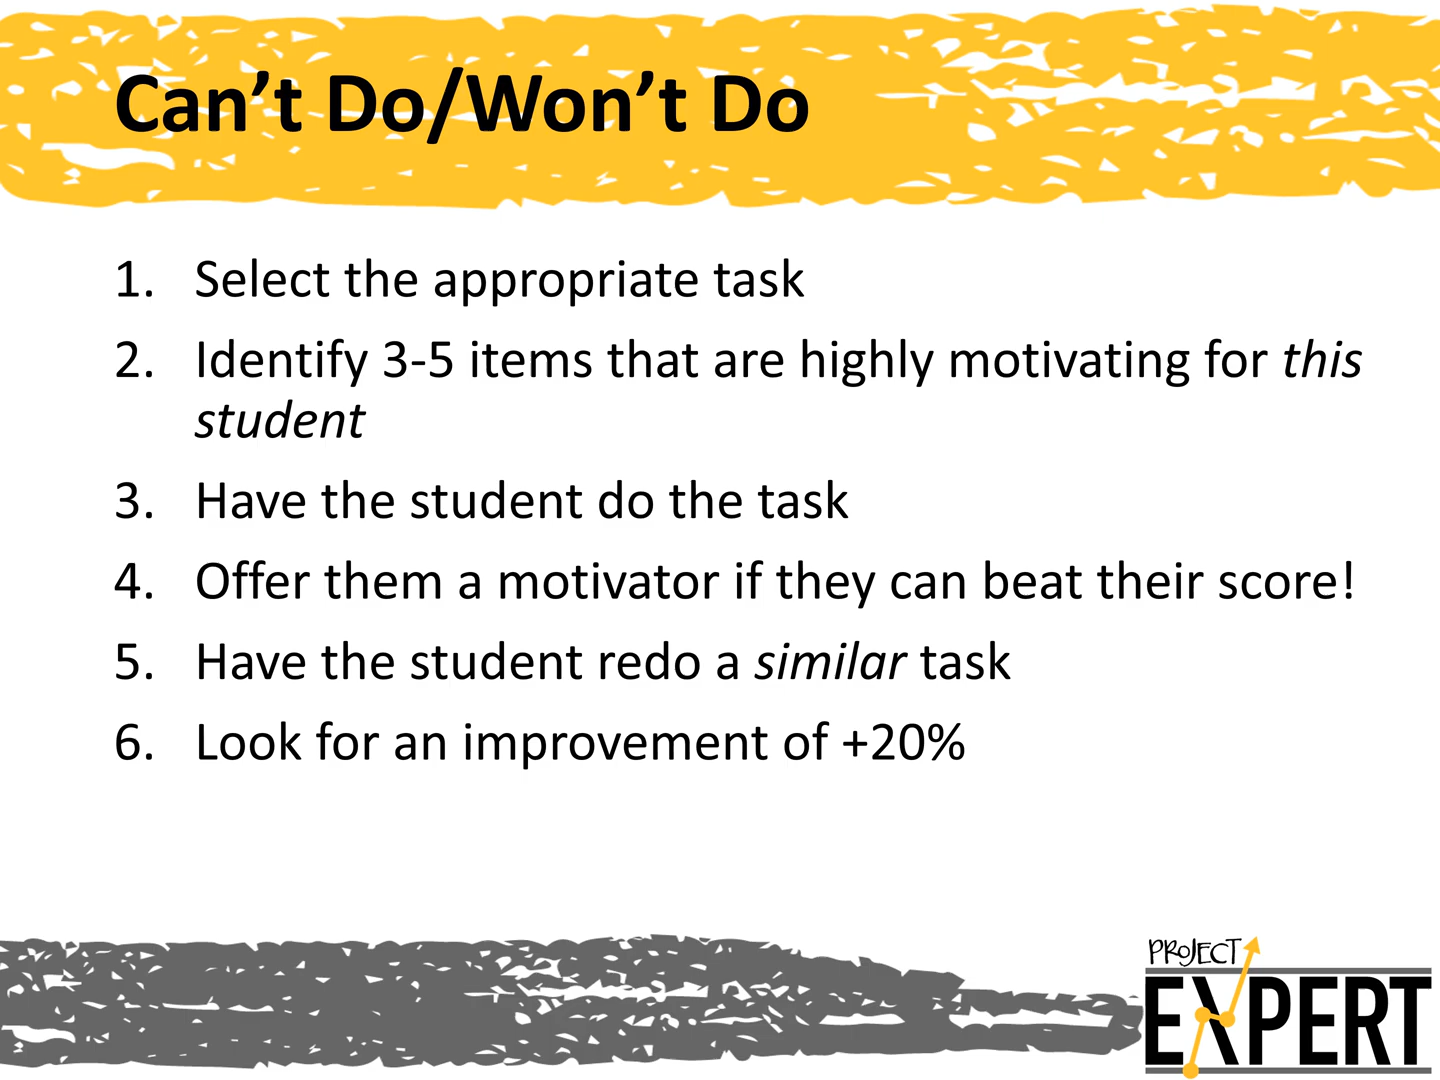 Can’t Do/Won’t Do
1. Select the appropriate task
2. Identify 3-5 items that are highly motivating for this
student
3. Have the student do the task
4. Offer them a motivator if they can beat their score!
5. Have the student redo a similar task
6. Look for an improvement of +20%
PROJECT
EXPERT